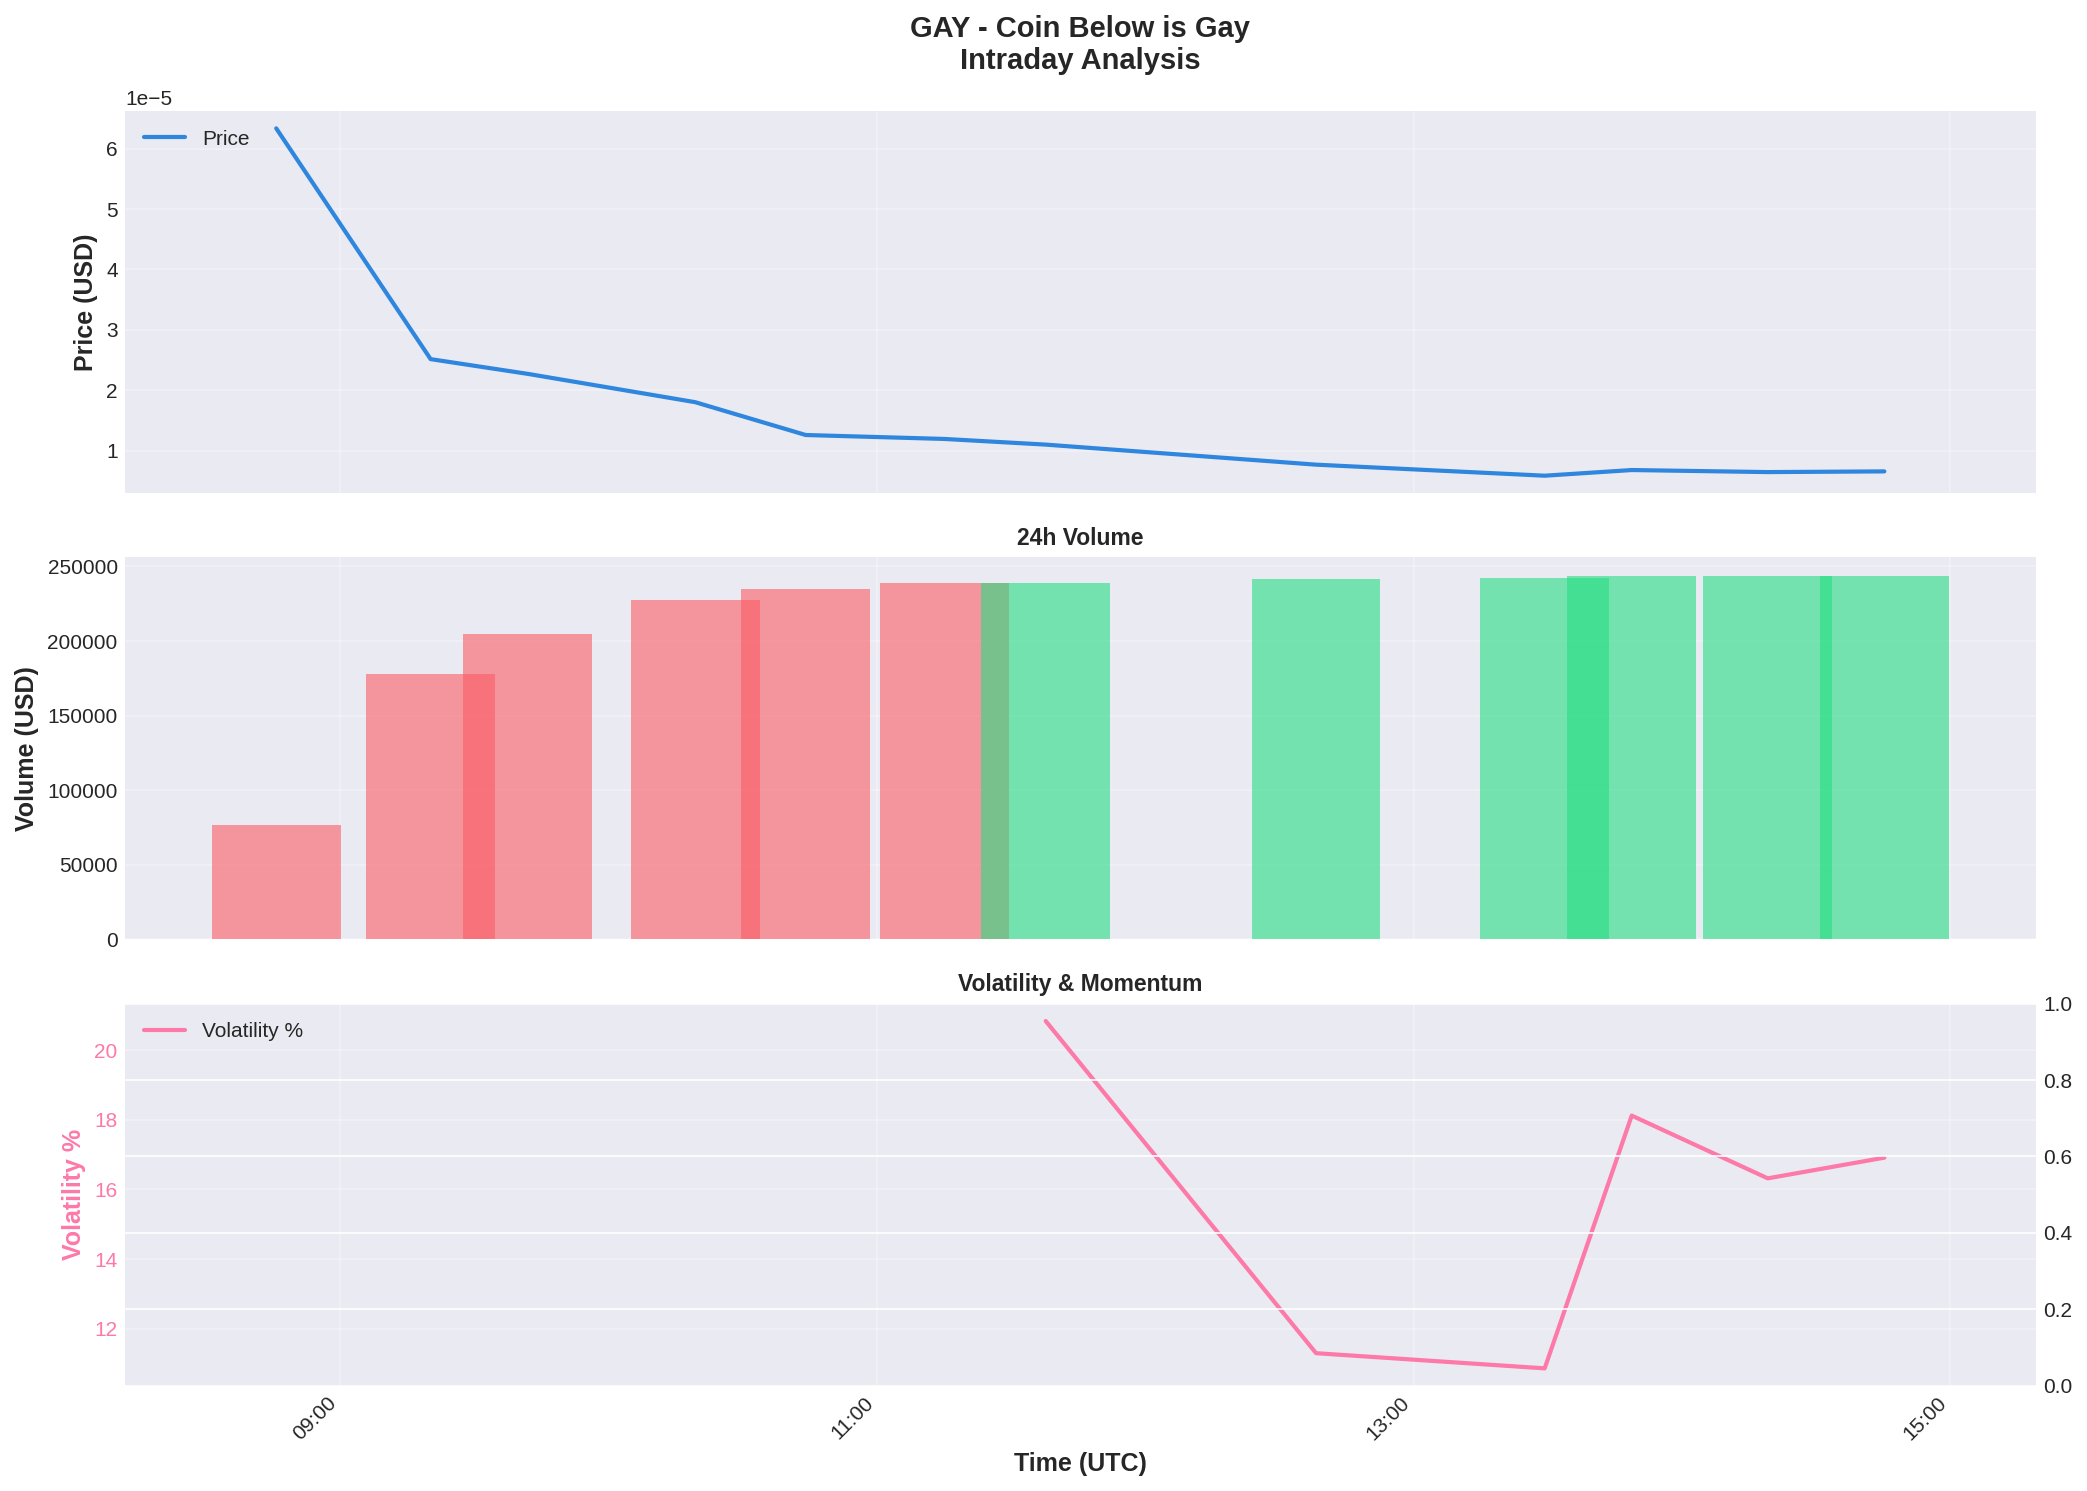 GAY - Coin Below is Gay
Intraday Analysis
1e−5
Price
6
5
4
3
2
1
Price (USD)
24h Volume
250000
200000
150000
100000
50000
0
Volume (USD)
Volatility & Momentum
Volatility %
20
18
16
14
12
Volatility %
1.0
0.8
0.6
0.4
0.2
0.0
09:00
11:00
13:00
15:00
Time (UTC)